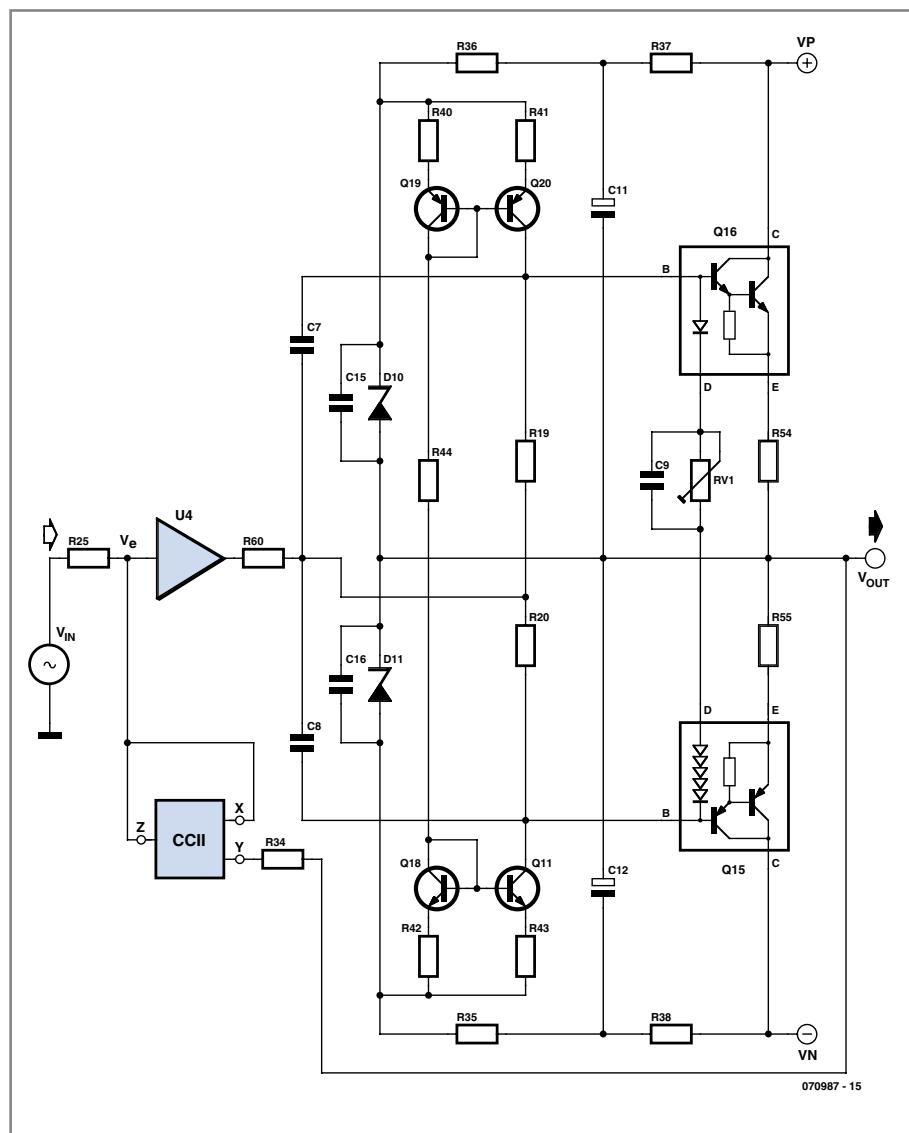 R36
R37
VP
R40
R41
Q19
Q20
C11
Q16
C
B
C7
C15
D10
D
E
R19
R54
R44
C9
RV1
U4
R25
Ve
R60
VOUT
VIN
R20
R55
C16
D11
C8
D
E
X
Z
CCII
B
Y
R34
Q18
Q11
C12
C
Q15
R42
R43
R35
R38
VN
070987 - 15